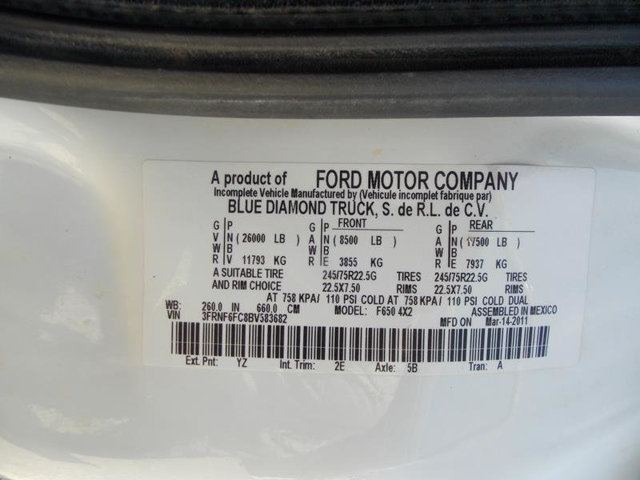 A product of FORD MOTOR COMPANY
Incomplete Vehicle Manufactured by (Vehicule incomplet fabrique par)
BLUE DIAMOND TRUCK, S. de R.L. de C.V.
FRONT REAR
G P G P G P
V N (26000 LB) A N (8500 LB) A N (17500 LB)
W B W B W B
R V 11793 KG R E 3855 KG R E 7937 KG
A SUITABLE TIRE 245/75R22.5G TIRES 245/75R22.5G TIRES
AND RIM CHOICE 22.5X7.50 RIMS 22.5X7.50 RIMS
AT 758 KPA/ 110 PSI COLD AT 758 KPA/ 110 PSI COLD DUAL
WB: 260.0 IN 660.0 CM MODEL: F650 4X2 ASSEMBLED IN MEXICO
VIN 3FRNF6FC8BV583682 MFD ON Mar-14-2011
Ext. Pnt: YZ Int. Trim: 2E Axle: 5B Tran: A